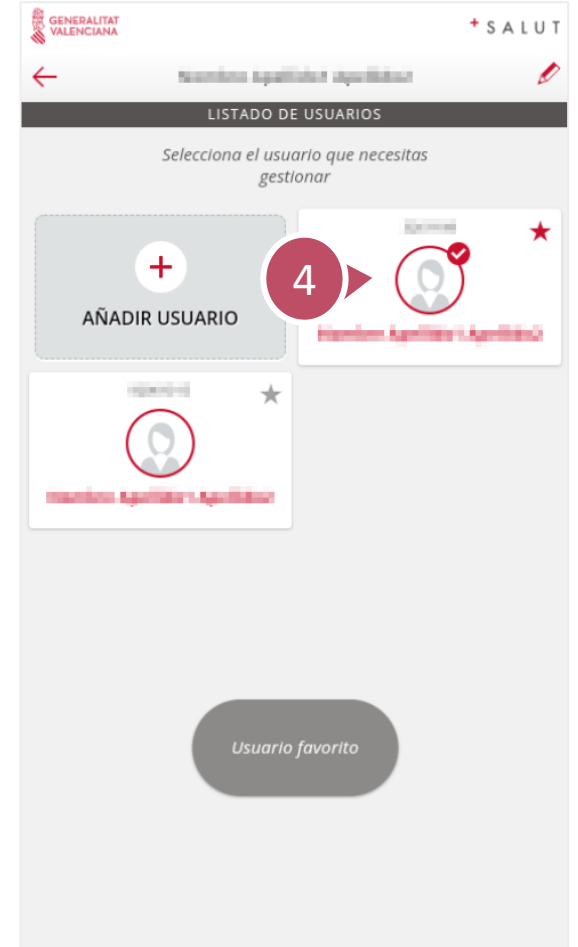 GENERALITAT
VALENCIANA
+SALUT
LISTADO DE USUARIOS
Selecciona el usuario que necesitas
gestionar
4
AÑADIR USUARIO
Usuario favorito